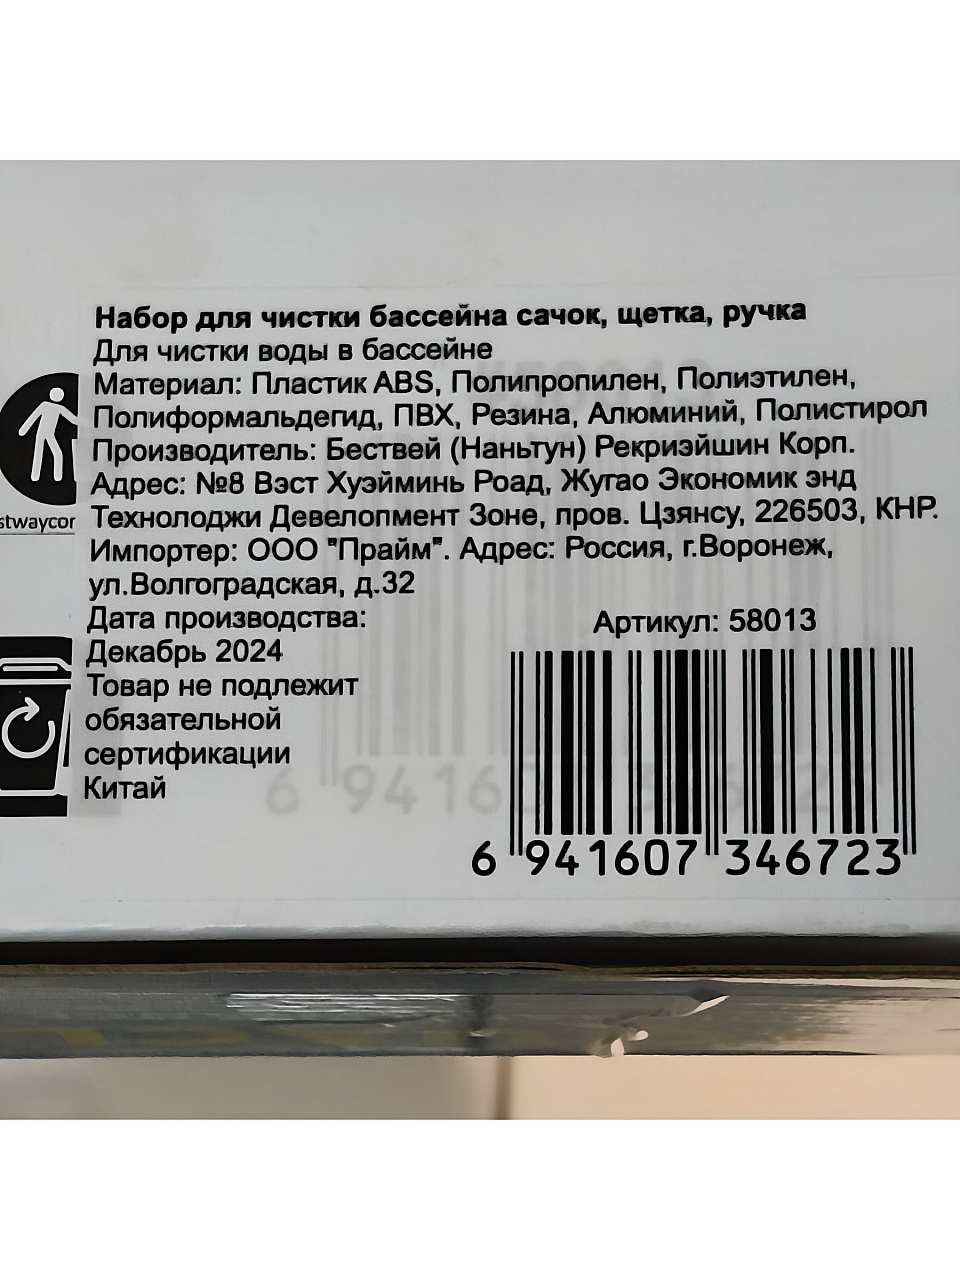 Набор для чистки бассейна сачок, щетка, ручка
Для чистки воды в бассейне
Материал: Пластик ABS, Полипропилен, Полиэтилен,
Полиформальдегид, ПВХ, Резина, Алюминий, Полистирол
Производитель: Бествей (Наньтун) Рекриэйшин Корп.
Адрес: №8 Вэст Хуэйминь Роад, Жугао Экономик энд
Технолоджи Девелопмент Зоне, пров. Цзянсу, 226503, КНР.
Импортер: ООО "Прайм". Адрес: Россия, г.Воронеж,
ул.Волгоградская, д.32
Дата производства:
Декабрь 2024
Товар не подлежит
обязательной
сертификации
Китай
Артикул: 58013
6 941607 346723
stwaycor